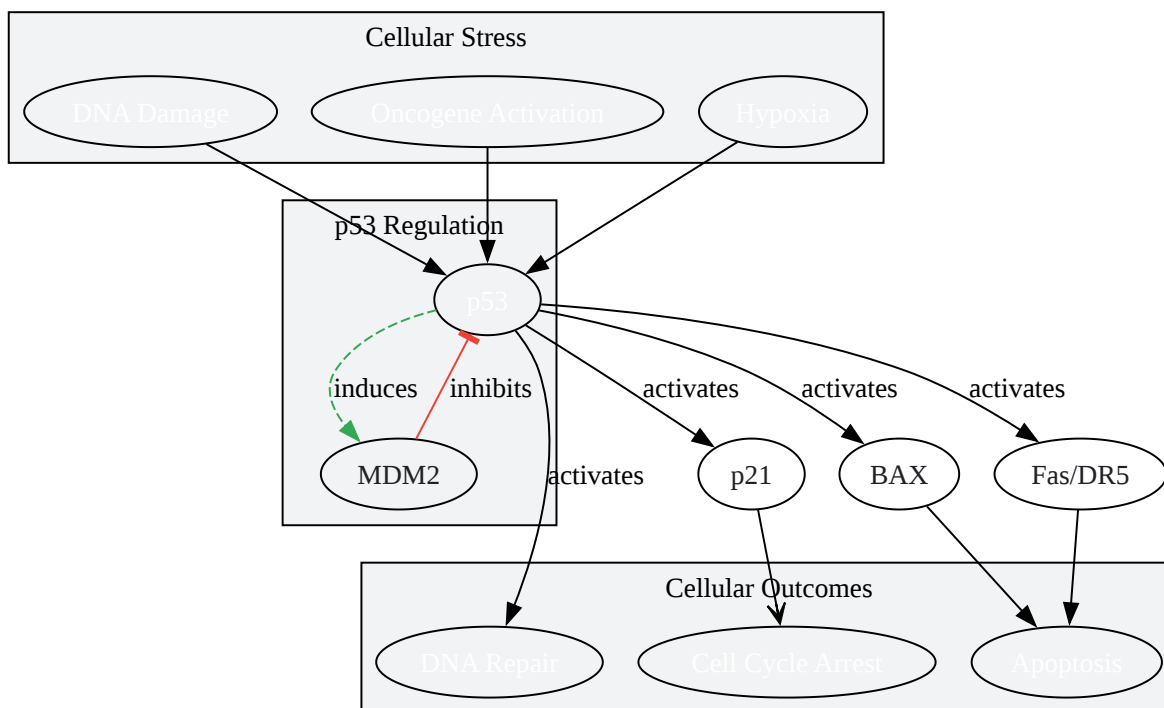 Cellular Stress
DNA Damage
Oncogene Activation
Hypoxia
p53 Regulation
p53
induces
inhibits
activates
activates
activates
MDM2
activates
p21
BAX
Fas/DR5
Cellular Outcomes
DNA Repair
Cell Cycle Arrest
Apoptosis